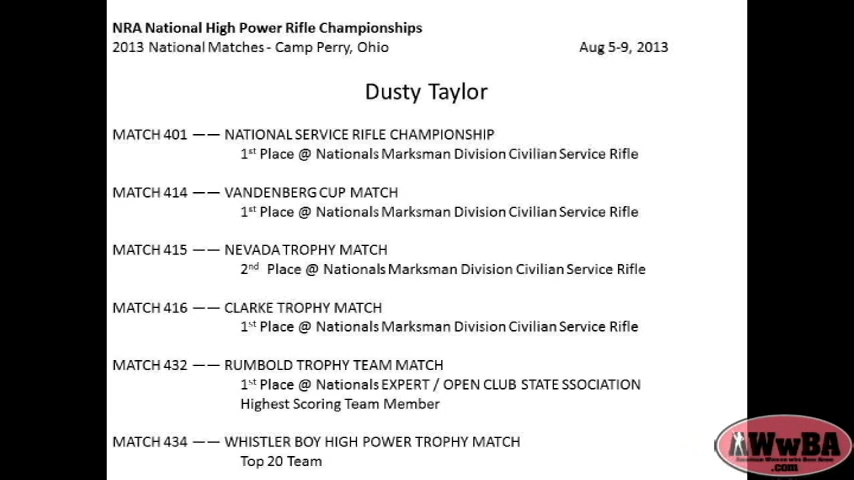 NRA National High Power Rifle Championships
2013 National Matches - Camp Perry, Ohio Aug 5-9, 2013
Dusty Taylor
MATCH 401 —— NATIONAL SERVICE RIFLE CHAMPIONSHIP
1st Place @ Nationals Marksman Division Civilian Service Rifle
MATCH 414 —— VANDENBERG CUP MATCH
1st Place @ Nationals Marksman Division Civilian Service Rifle
MATCH 415 —— NEVADA TROPHY MATCH
2nd Place @ Nationals Marksman Division Civilian Service Rifle
MATCH 416 —— CLARKE TROPHY MATCH
1st Place @ Nationals Marksman Division Civilian Service Rifle
MATCH 432 —— RUMBOLD TROPHY TEAM MATCH
1st Place @ Nationals EXPERT / OPEN CLUB STATE SSOCIATION
Highest Scoring Team Member
MATCH 434 —— WHISTLER BOY HIGH POWER TROPHY MATCH
Top 20 Team
AWwBA
.com